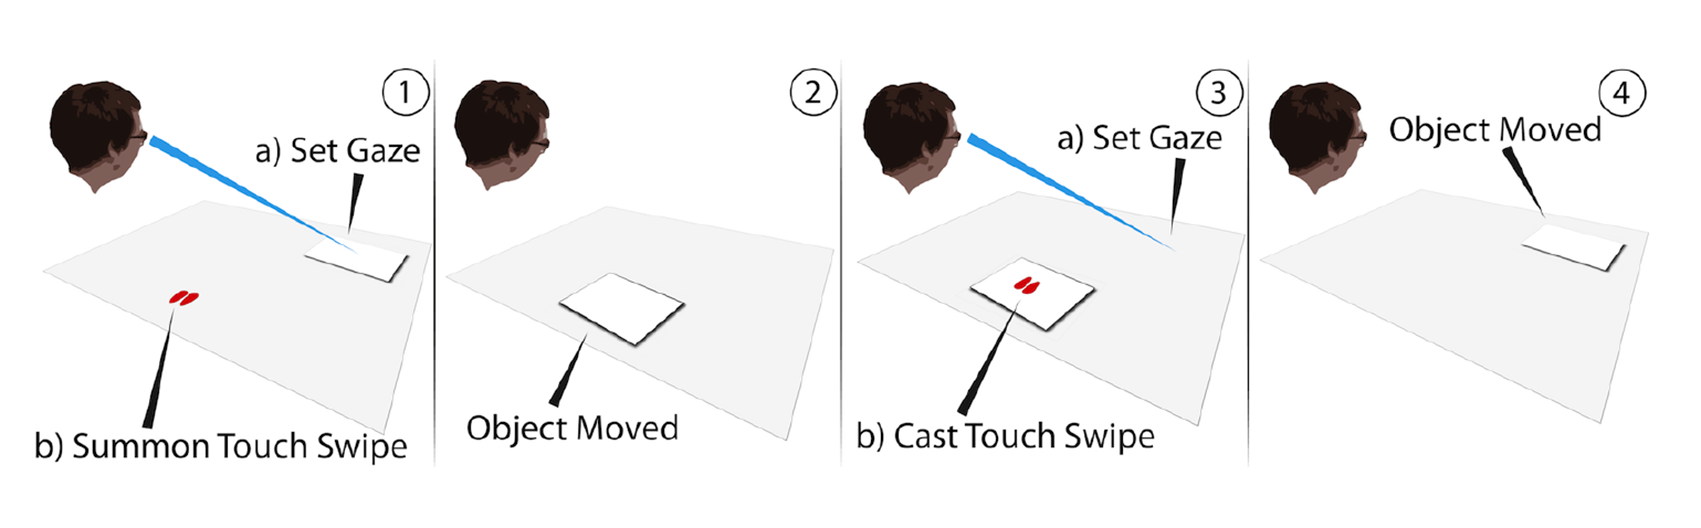 1
a) Set Gaze
b) Summon Touch Swipe
2
Object Moved
3
a) Set Gaze
b) Cast Touch Swipe
4
Object Moved